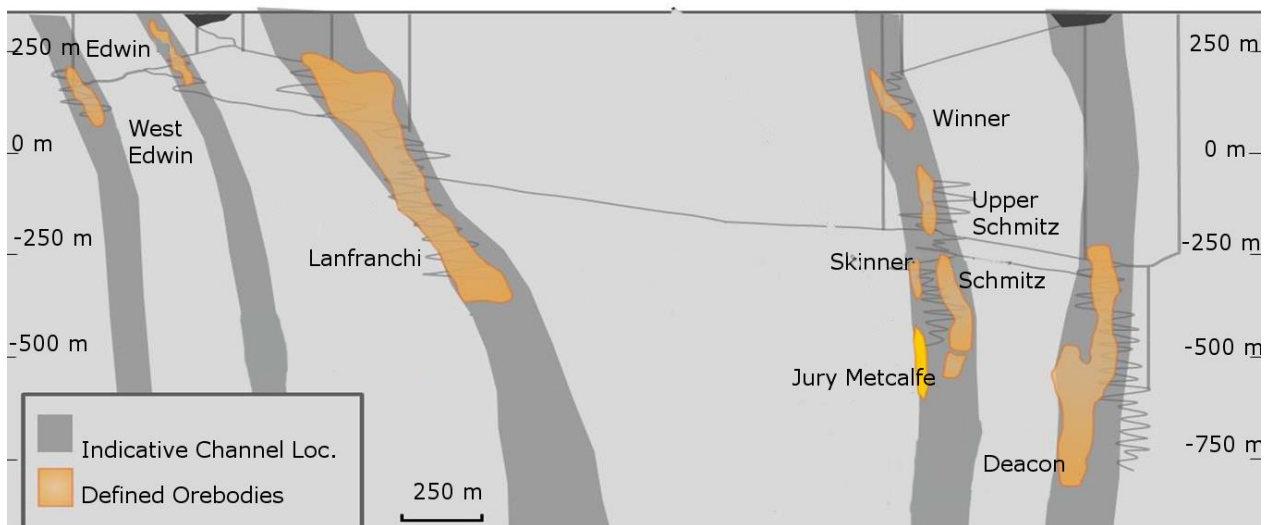 250 m
Edwin
West
Edwin
0 m
-250 m
-500 m
Lanfranchi
Indicative Channel Loc.
Defined Orebodies
250 m
Winner
Upper
Schmitz
Skinner
Schmitz
Jury Metcalfe
Deacon
250 m
0 m
-250 m
-500 m
-750 m